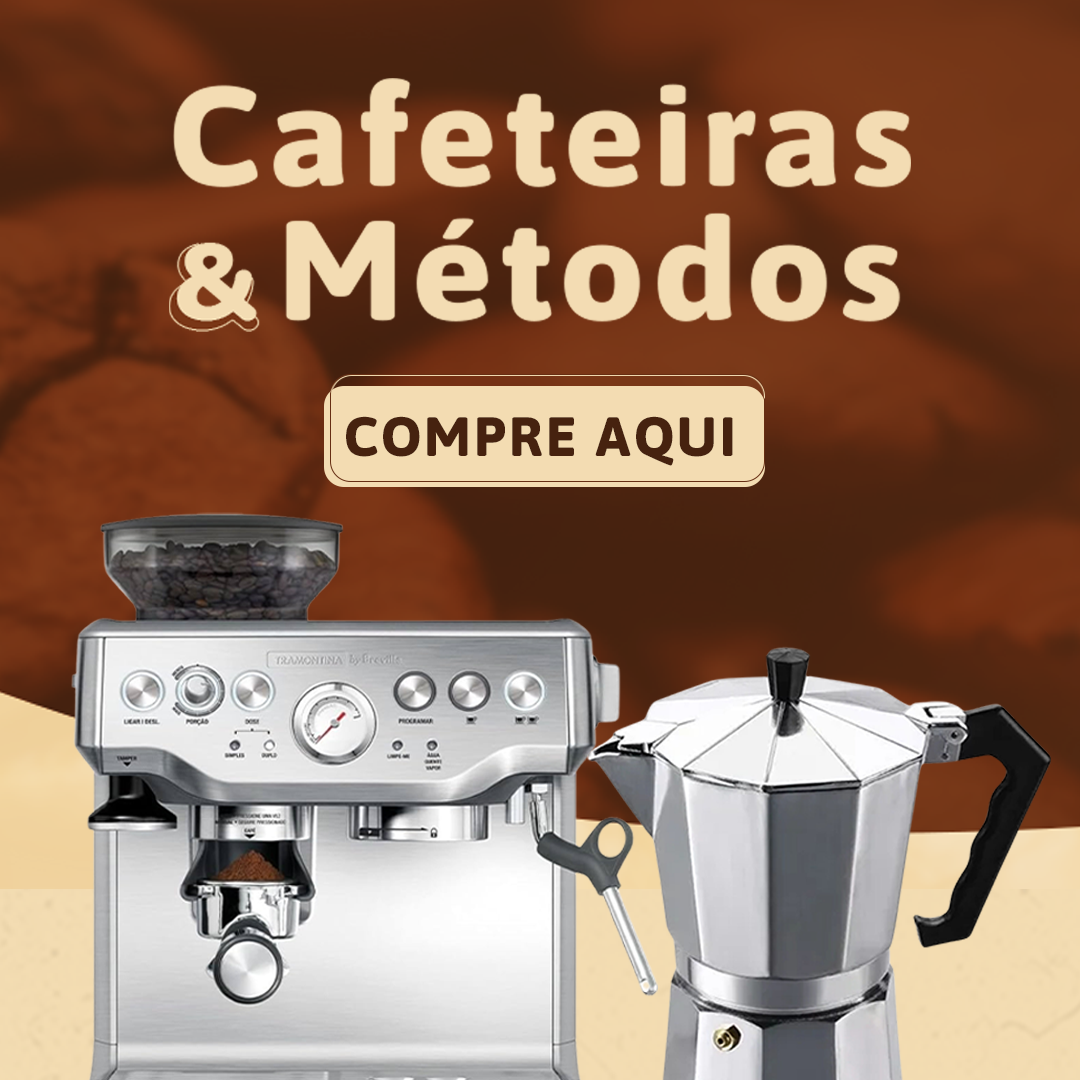 Cafeteiras
& Métodos
COMPRE AQUI
TRAMONTINA by Breville
LIGAR I DESL.
PORÇÃO
DOSE
PROGRAMAR
SIMPLES
DUPLO
LIMPE-ME
ÁGUA
QUENTE
VAPOR
TAMPER
CAFÉ